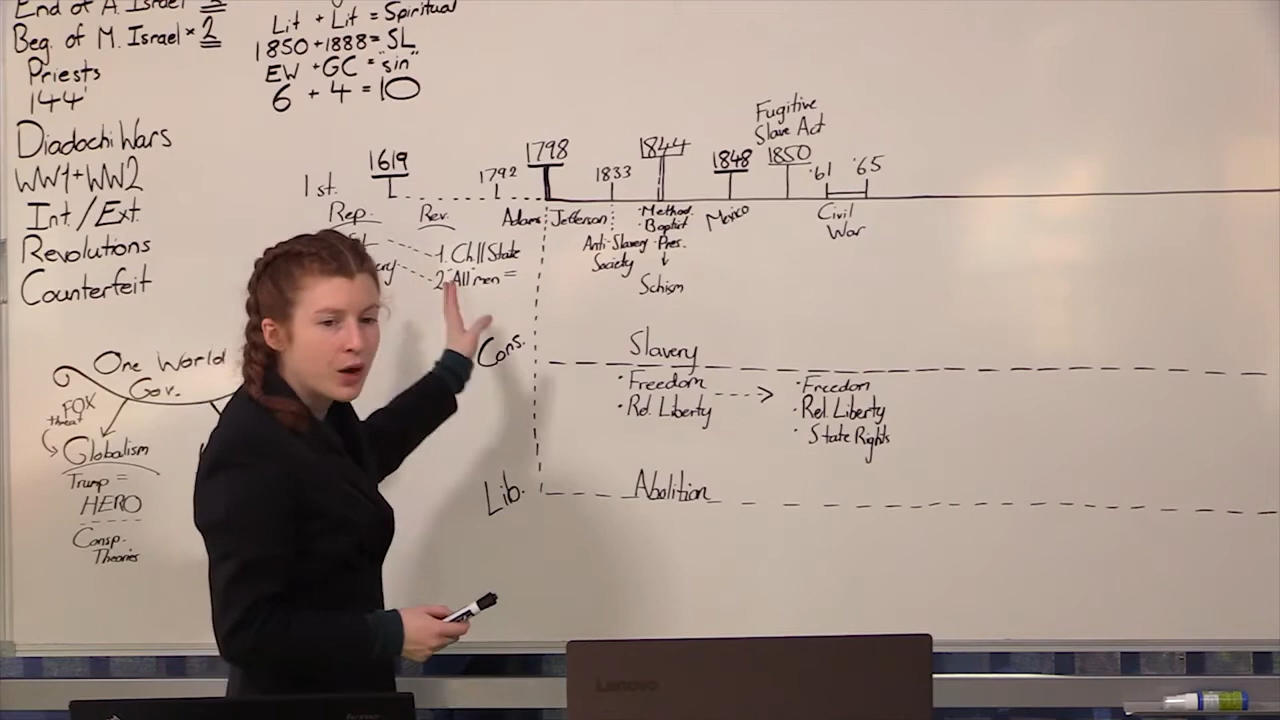 End of A. Israel
Beg. of M. Israel * 2
Priests
144'
Diadochi Wars
WW1+WW2
Int./Ext.
Revolutions
Counterfeit
Lit + Lit = Spiritual
1850+1888= SL
EW + GC = "sin"
6 + 4 = 10
One World
Gov.
FOX
threat
Globalism
Trump =
HERO
Consp.
Theories
1st.
1619
1792
1798
1833
1844
1848
Fugitive
Slave Act
1850
'61 '65
Rep.
Rev.
1. Ch.II State
2. All men =
Adams
Jefferson
Anti-Slavery
Society
· Method.
· Baptist
· Pres.
Schism
Mexico
Civil
War
Cons.
Slavery
· Freedom
· Rel. Liberty
· Freedom
· Rel. Liberty
· State Rights
Lib.
Abolition
Lenovo